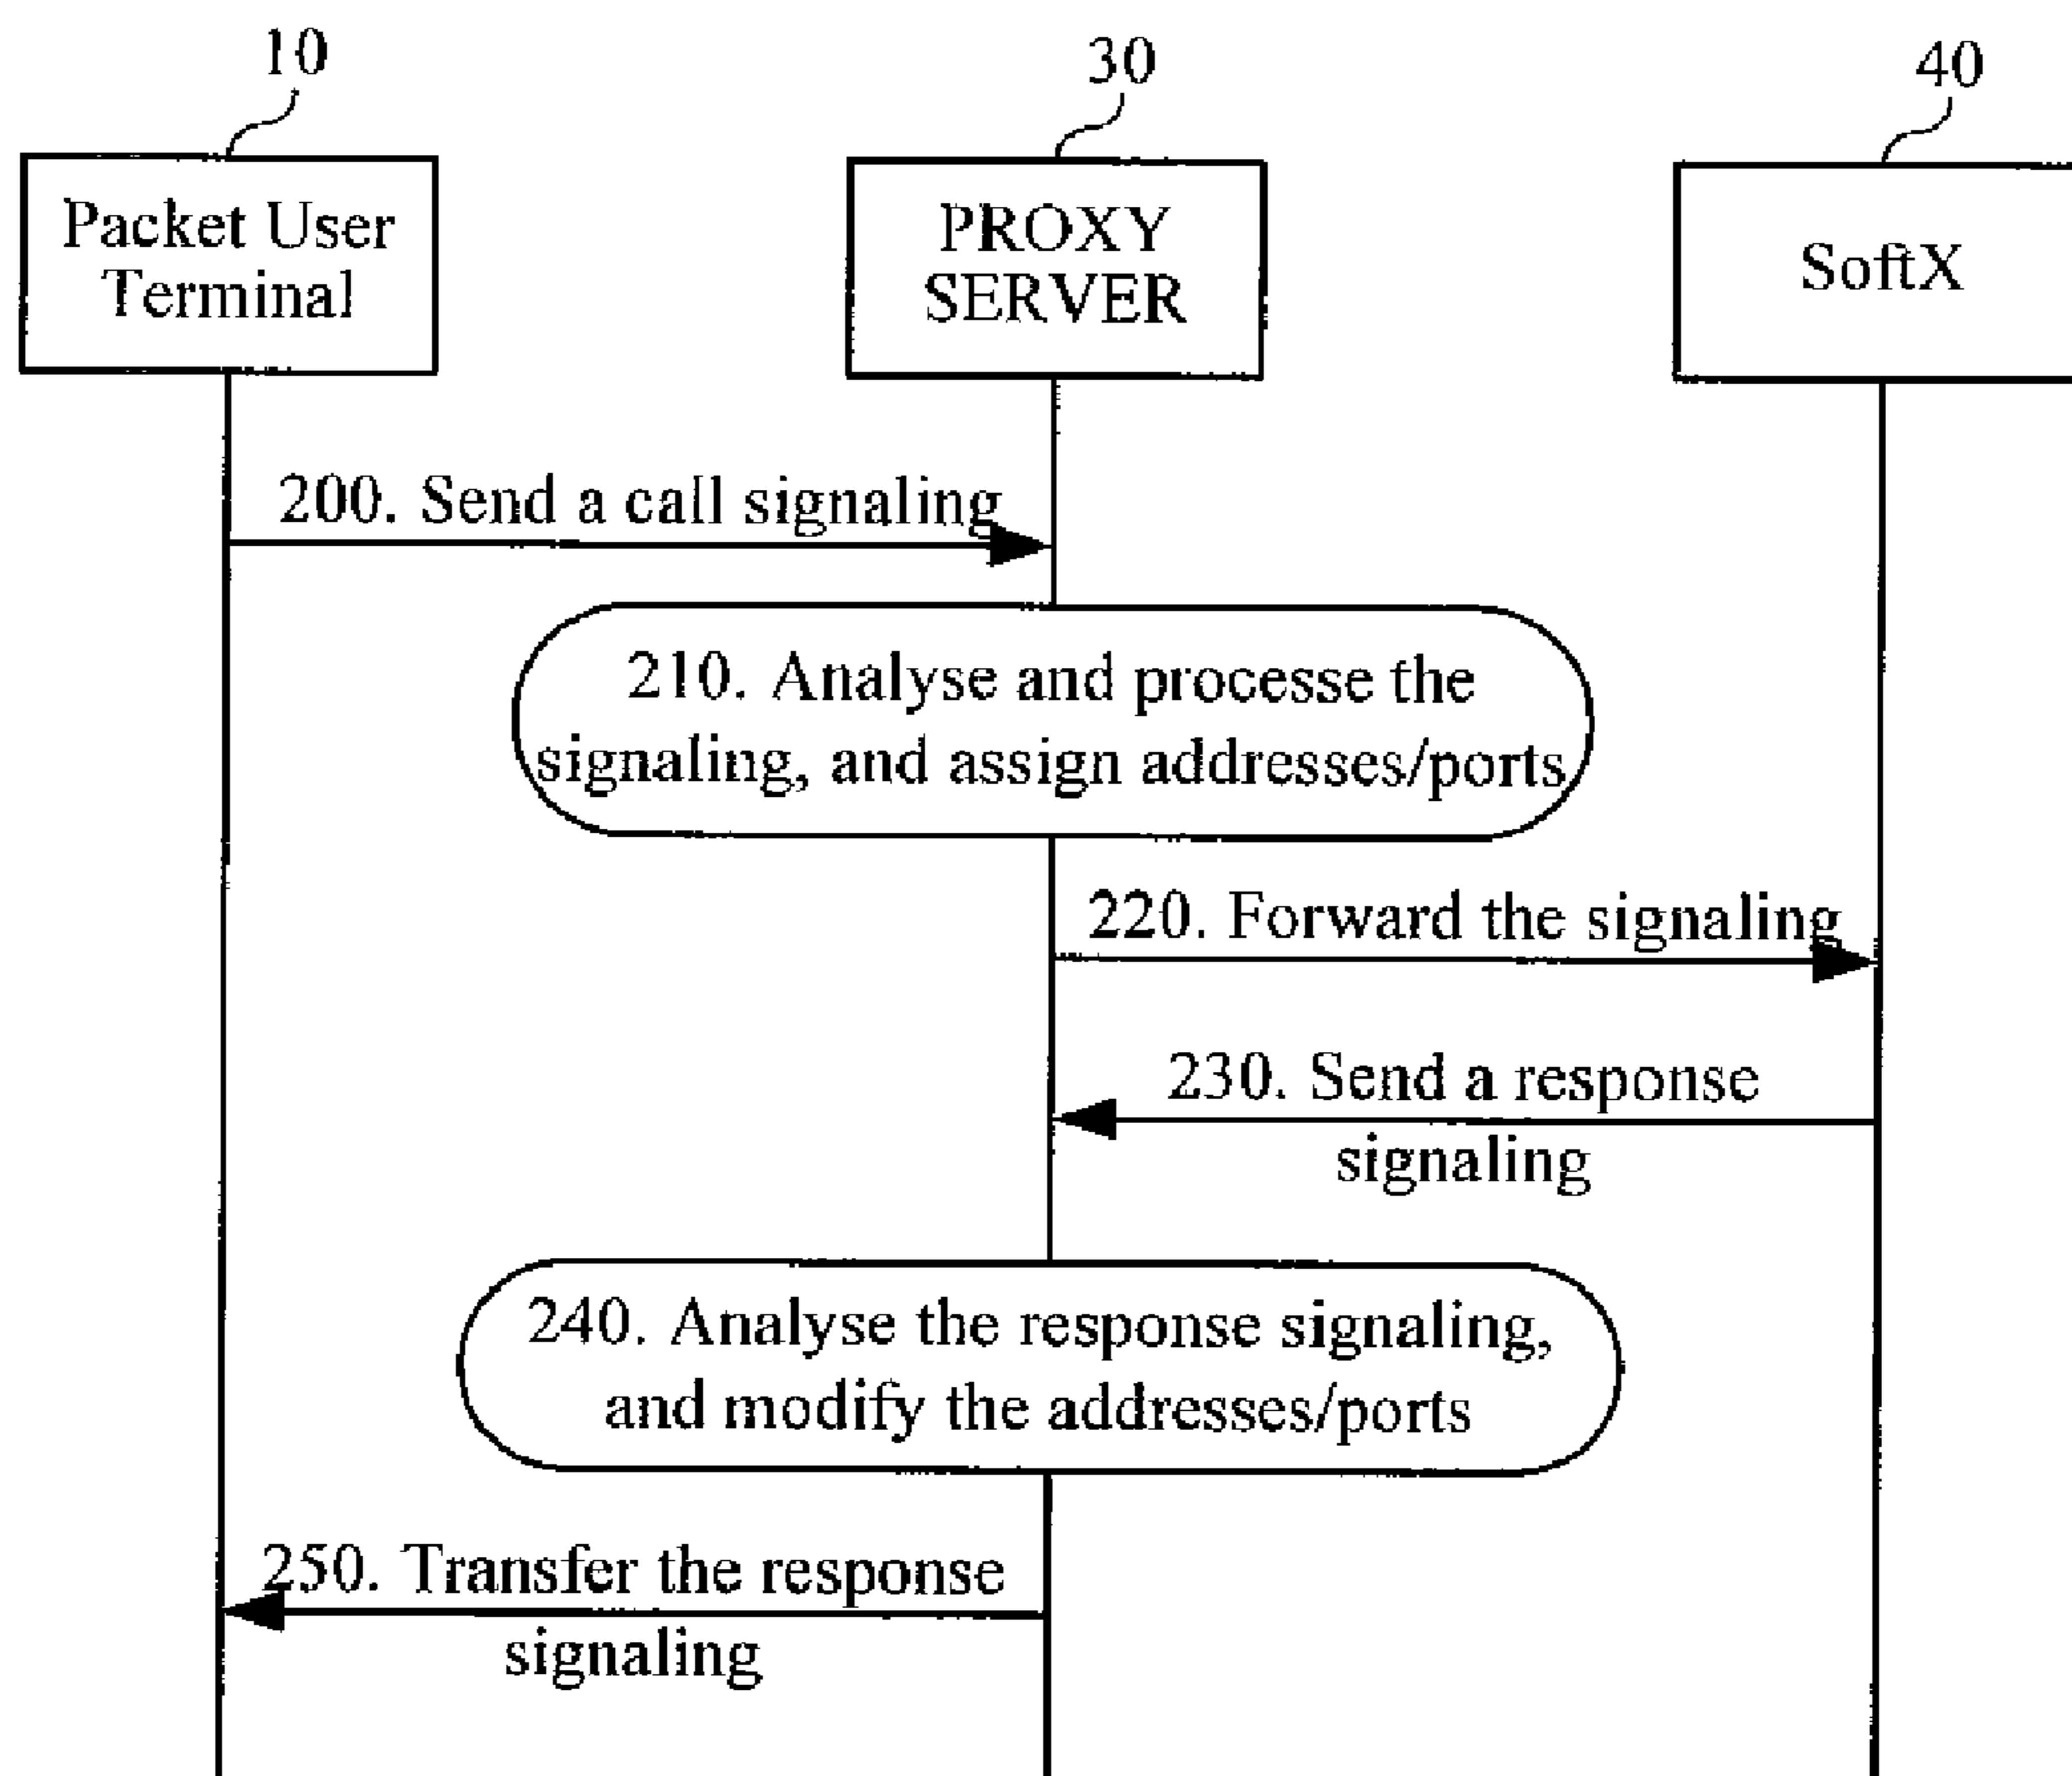 10
30
40
Packet User
Terminal
PROXY
SERVER
SoftX
200. Send a call signaling
210. Analyse and processe the
signaling, and assign addresses/ports
220. Forward the signaling
230. Send a response
signaling
240. Analyse the response signaling,
and modify the addresses/ports
250. Transfer the response
signaling